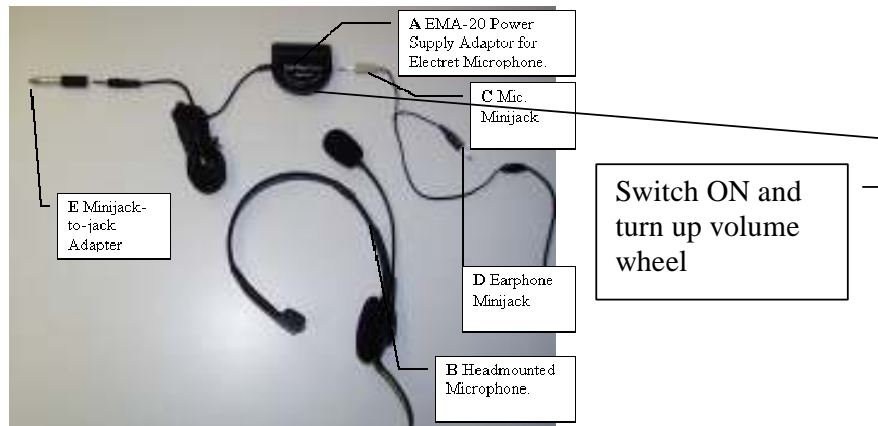 A EMA-20 Power
Supply Adaptor for
Electret Microphone.
C Mic.
Minijack
Switch ON and
turn up volume
wheel
E Minijack-
to-jack
Adapter
D Earphone
Minijack
B Headmounted
Microphone.